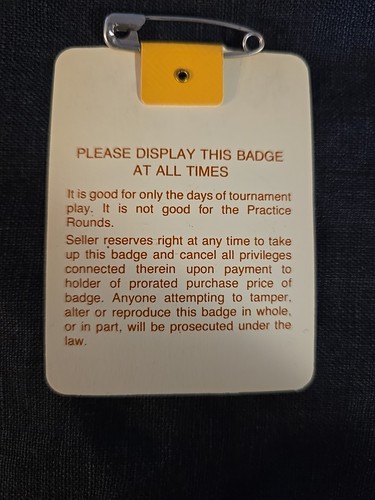 PLEASE DISPLAY THIS BADGE
AT ALL TIMES
It is good for only the days of tournament
play. It is not good for the Practice
Rounds.
Seller reserves right at any time to take
up this badge and cancel all privileges
connected therein upon payment to
holder of prorated purchase price of
badge. Anyone attempting to tamper,
alter or reproduce this badge in whole,
or in part, will be prosecuted under the
law.